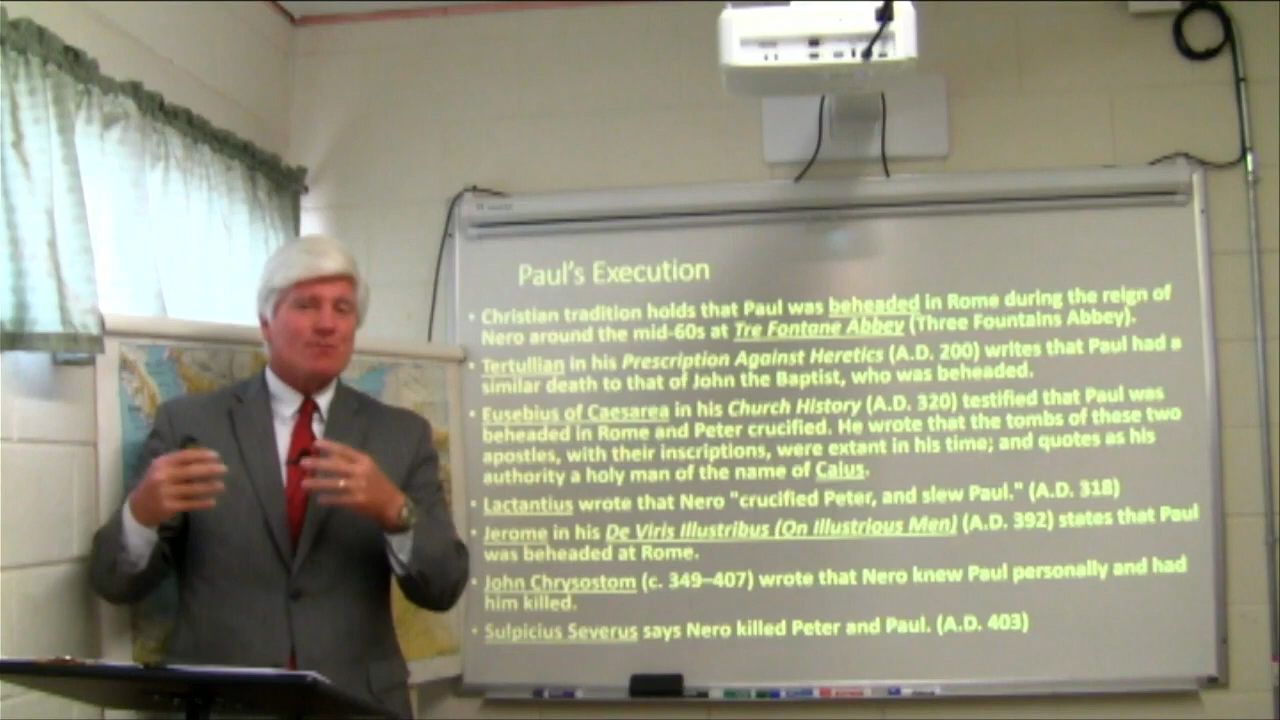 Paul's Execution
• Christian tradition holds that Paul was beheaded in Rome during the reign of
Nero around the mid-60s at Tre Fontane Abbey (Three Fountains Abbey).
• Tertullian in his Prescription Against Heretics (A.D. 200) writes that Paul had a
similar death to that of John the Baptist, who was beheaded.
• Eusebius of Caesarea in his Church History (A.D. 320) testified that Paul was
beheaded in Rome and Peter crucified. He wrote that the tombs of these two
apostles, with their inscriptions, were extant in his time; and quotes as his
authority a holy man of the name of Caius.
• Lactantius wrote that Nero "crucified Peter, and slew Paul." (A.D. 318)
• Jerome in his De Viris Illustribus (On Illustrious Men) (A.D. 392) states that Paul
was beheaded at Rome.
• John Chrysostom (c. 349–407) wrote that Nero knew Paul personally and had
him killed.
• Sulpicius Severus says Nero killed Peter and Paul. (A.D. 403)